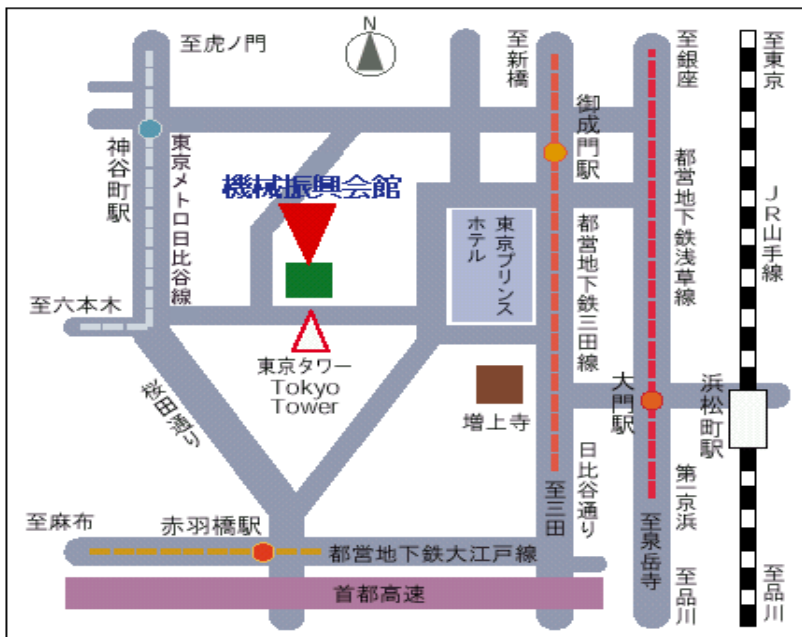 N
至虎ノ門
至新橋
至銀座
至東京
御成門駅
神谷町駅
東京メトロ日比谷線
機械振興会館
都営地下鉄浅草線
JR山手線
東京プリンス
ホテル
都営地下鉄三田線
至六本木
東京タワー
Tokyo
Tower
桜田通り
増上寺
大門駅
浜松町駅
日比谷通り
第一京浜
至三田
至泉岳寺
至麻布
赤羽橋駅
都営地下鉄大江戸線
首都高速
至品川
至品川